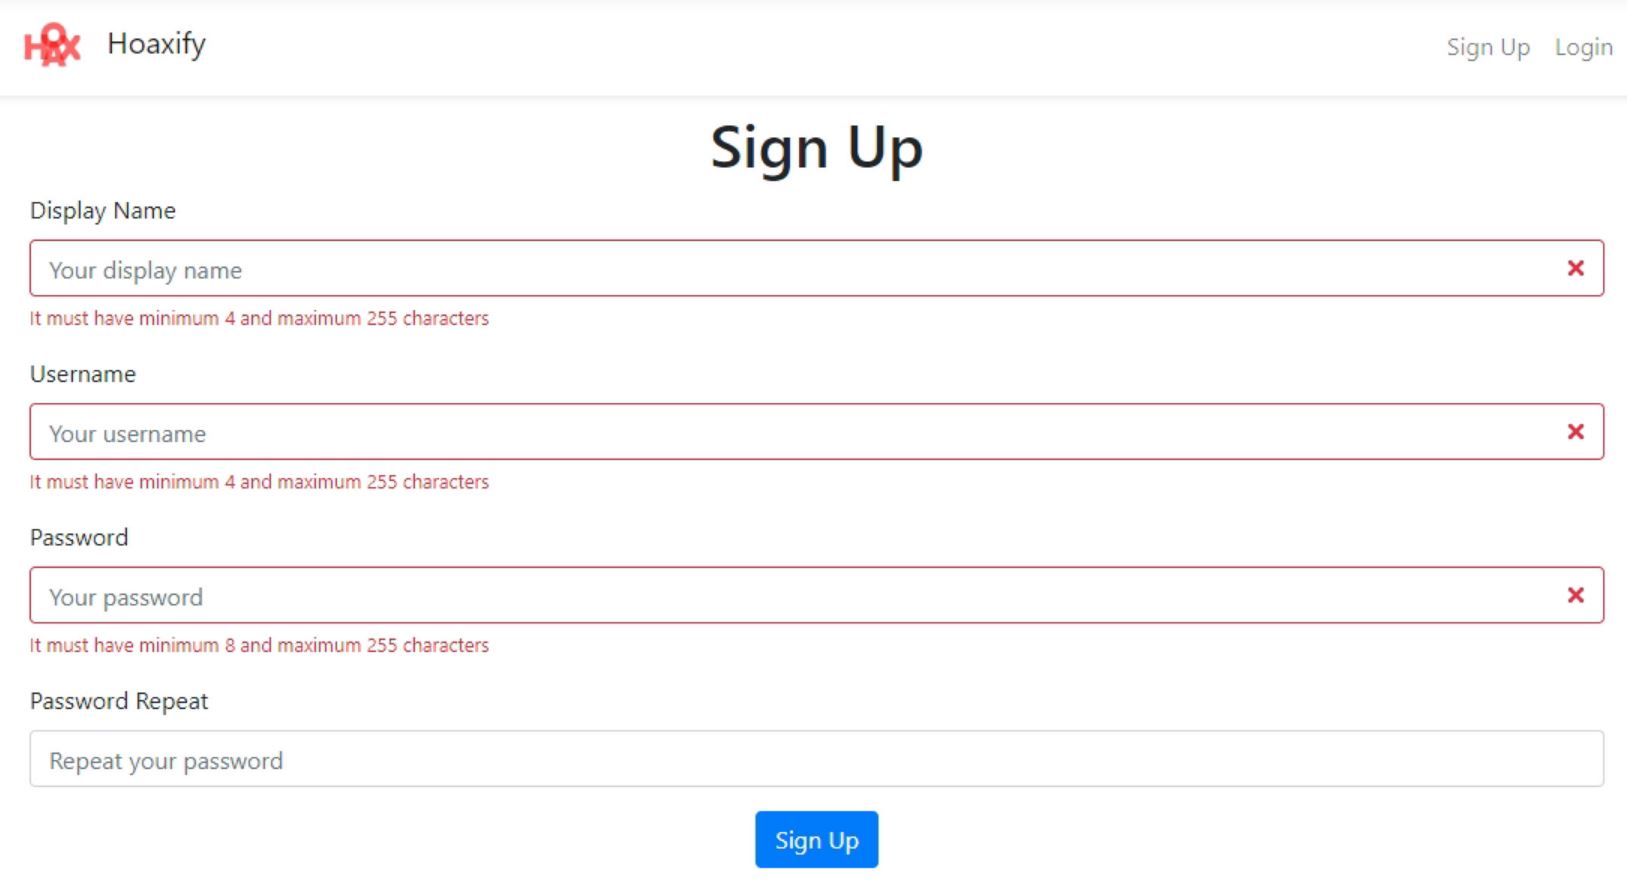 HOAX Hoaxify
Sign Up Login
Sign Up
Display Name
Your display name
It must have minimum 4 and maximum 255 characters
Username
Your username
It must have minimum 4 and maximum 255 characters
Password
Your password
It must have minimum 8 and maximum 255 characters
Password Repeat
Repeat your password
Sign Up